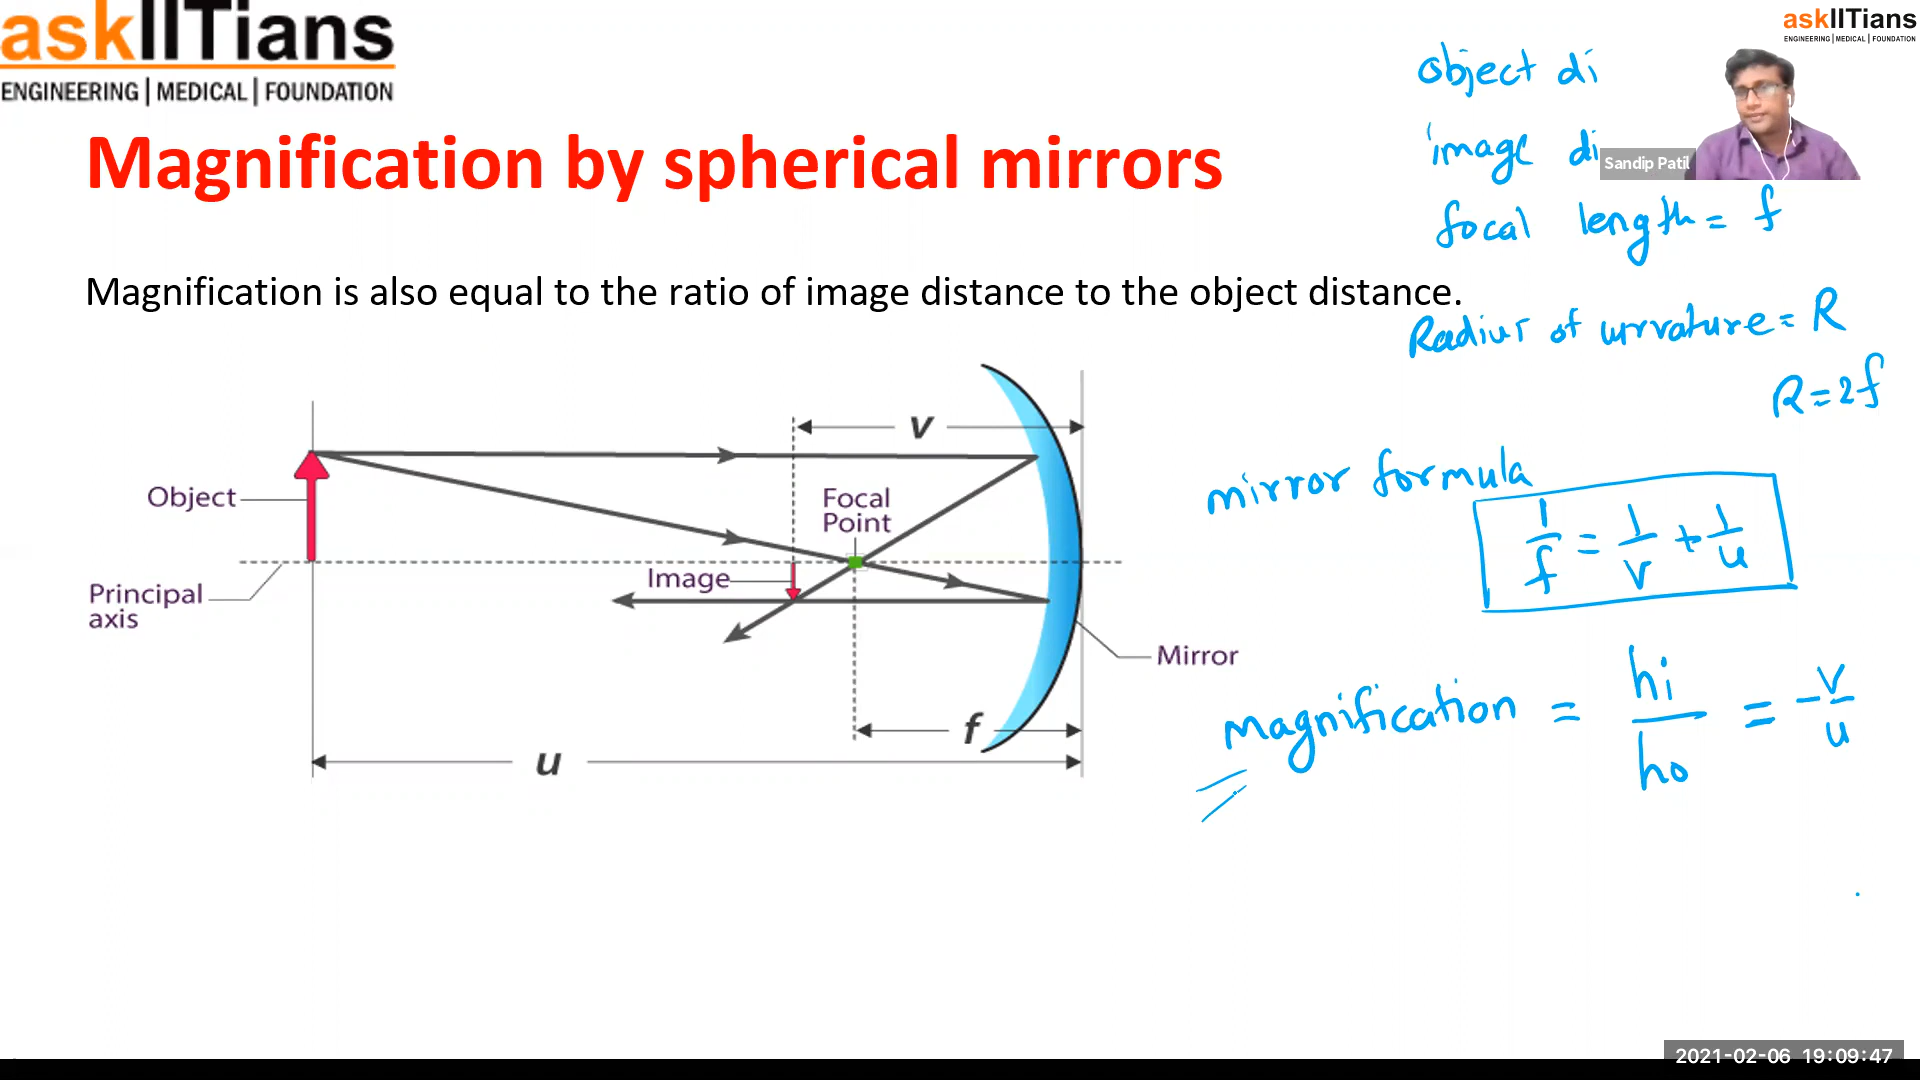 askIITians
ENGINEERING | MEDICAL | FOUNDATION
askIITians
ENGINEERING | MEDICAL | FOUNDATION
object di
image di
Sandip Patil
focal length = f
Magnification by spherical mirrors
Magnification is also equal to the ratio of image distance to the object distance.
Radius of curvature = R
R = 2f
v
Object
Focal
Point
Image
Principal
axis
Mirror
f
u
mirror formula
1/f = 1/v + 1/u
magnification = hi/ho = -v/u
2021-02-06 19:09:47